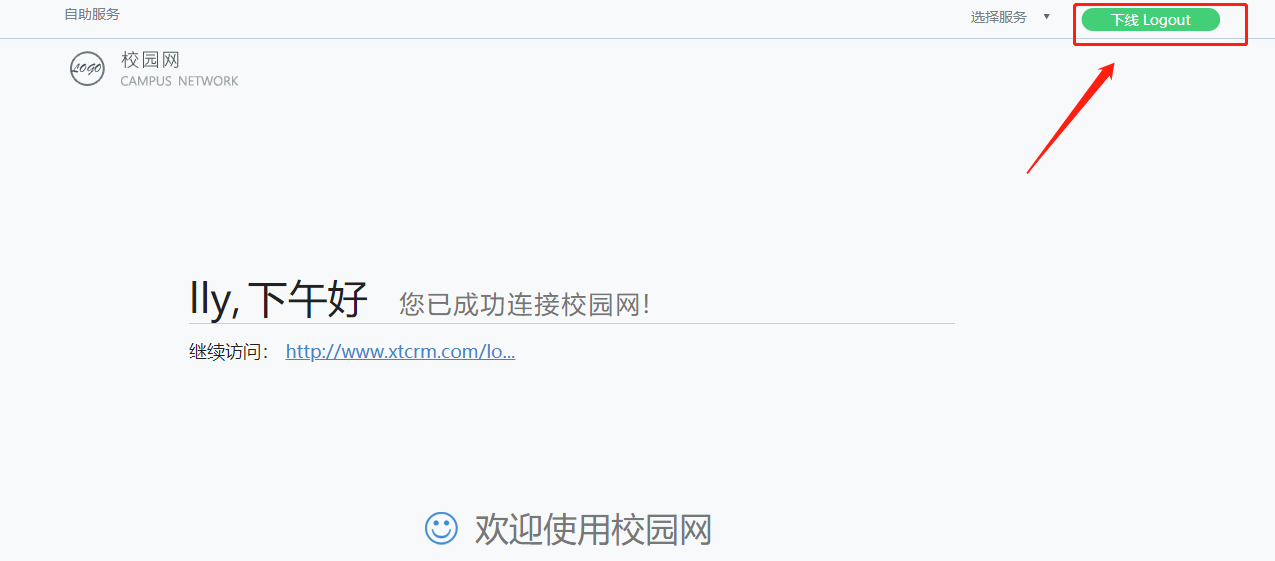 自助服务
选择服务 ▼
下线 Logout
LOGO
校园网
CAMPUS NETWORK
lly, 下午好 您已成功连接校园网!
继续访问: http://www.xtcrm.com/lo...
欢迎使用校园网